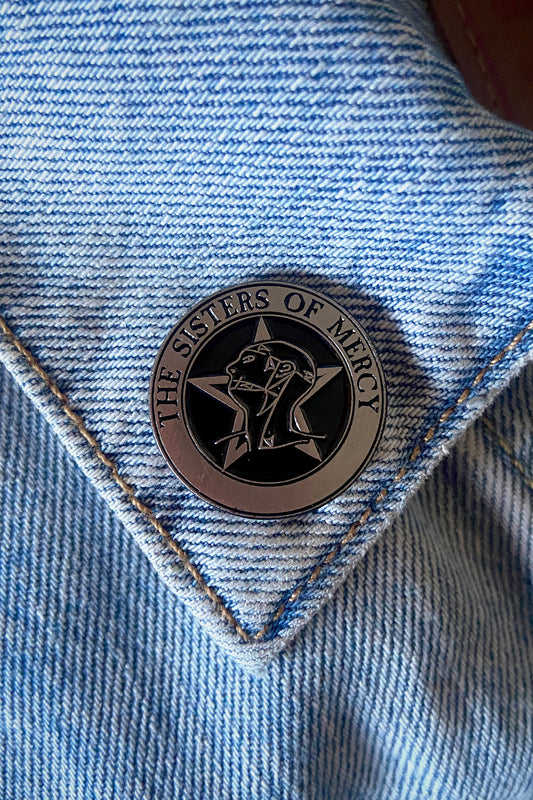 THE SISTERS OF MERCY